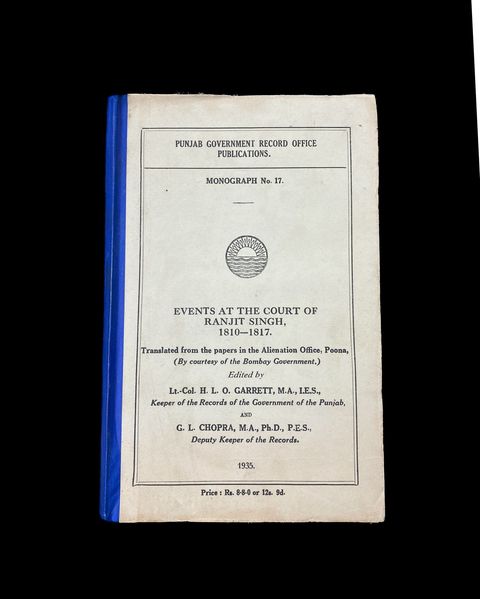 PUNJAB GOVERNMENT RECORD OFFICE
PUBLICATIONS.
MONOGRAPH No. 17.
EVENTS AT THE COURT OF
RANJIT SINGH,
1810—1817.
Translated from the papers in the Alienation Office, Poona,
(By courtesy of the Bombay Government.)
Edited by
Lt.-Col. H. L. O. GARRETT, M.A., I.E.S.,
Keeper of the Records of the Government of the Punjab,
AND
G. L. CHOPRA, M.A., Ph.D., P.E.S.,
Deputy Keeper of the Records.
1935.
Price : Rs. 8-8-0 or 12s. 9d.